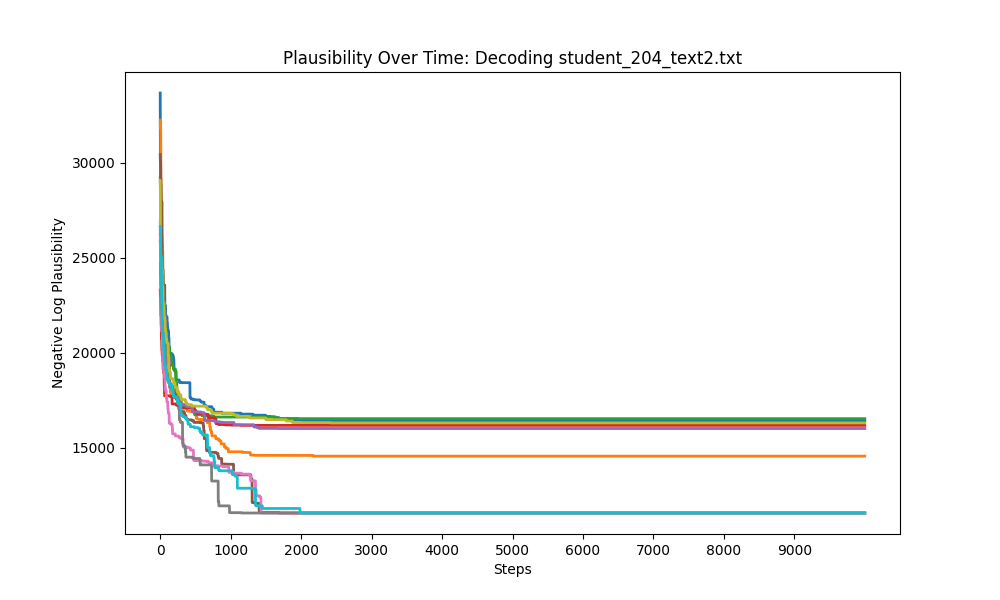 Plausibility Over Time: Decoding student_204_text2.txt
Negative Log Plausibility
30000
25000
20000
15000
0 1000 2000 3000 4000 5000 6000 7000 8000 9000
Steps